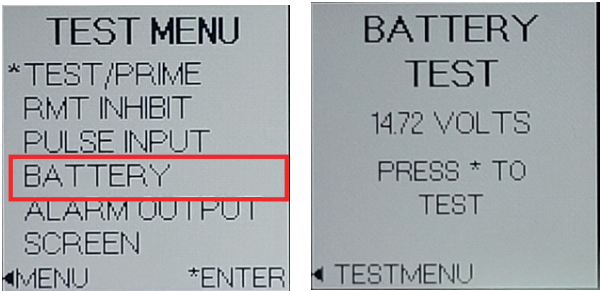 TEST MENU
*TEST/PRIME
RMT INHIBIT
PULSE INPUT
BATTERY
ALARM OUTPUT
SCREEN
◀MENU *ENTER
BATTERY
TEST
14.72 VOLTS
PRESS * TO
TEST
◀ TESTMENU